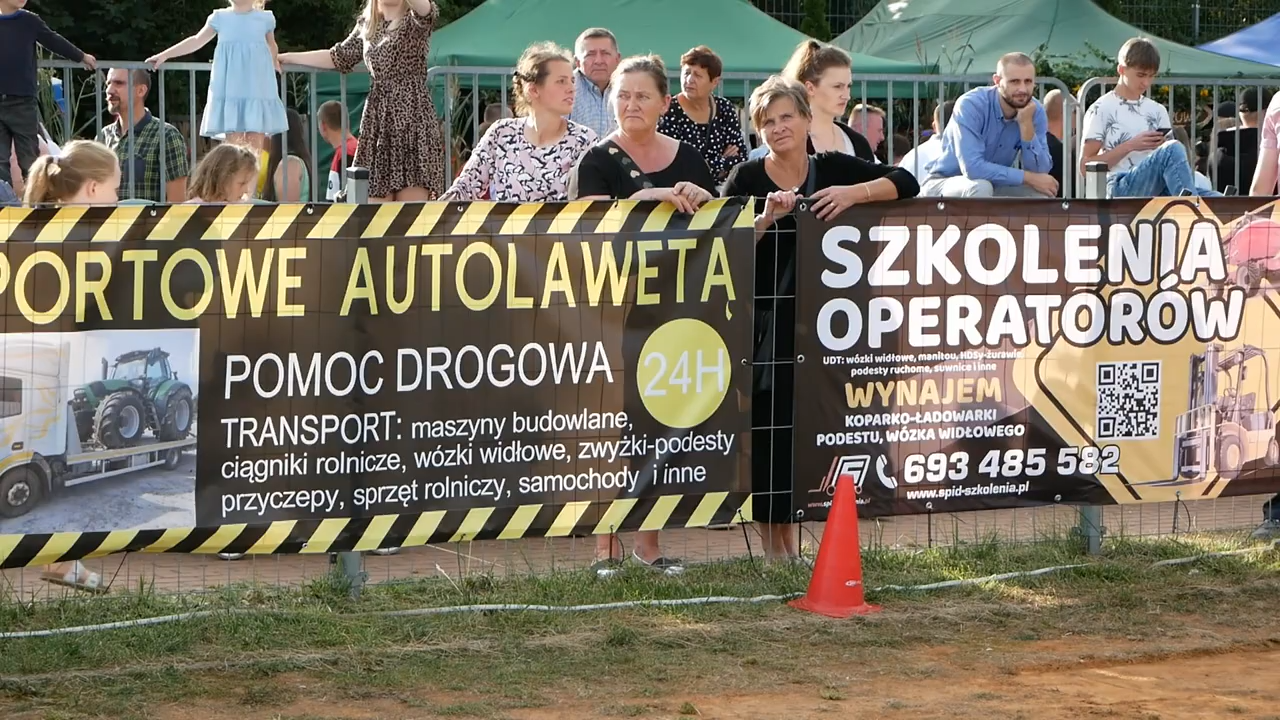 PORTOWE AUTOLAWETĄ
POMOC DROGOWA
24H
TRANSPORT: maszyny budowlane,
ciągniki rolnicze, wózki widłowe, zwyżki-podesty
przyczepy, sprzęt rolniczy, samochody i inne
SZKOLENIA
OPERATORÓW
UDT: wózki widłowe, manitou, HDSy-żurawie,
podesty ruchome, suwnice i inne
WYNAJEM
KOPARKO-ŁADOWARKI
PODESTU, WÓZKA WIDŁOWEGO
693 485 582
www.spid-szkolenia.pl